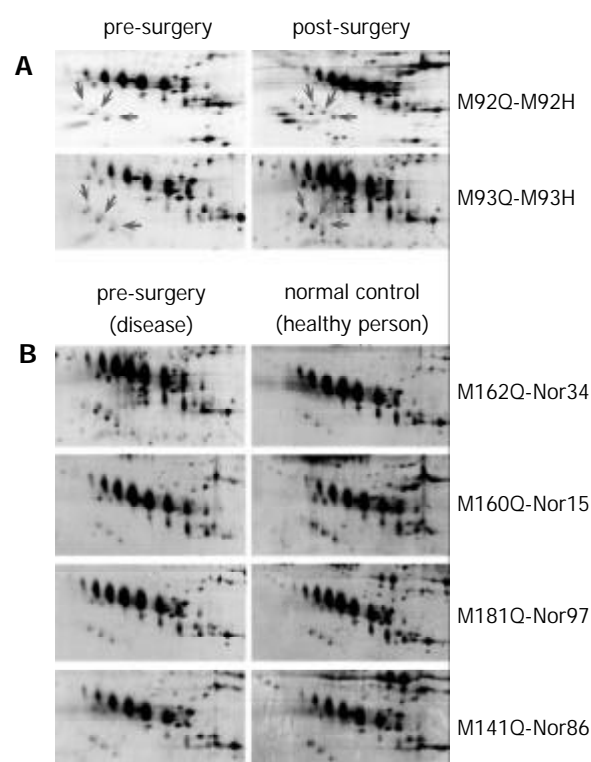 pre-surgery post-surgery
A
M92Q-M92H
M93Q-M93H
pre-surgery normal control
(disease) (healthy person)
B
M162Q-Nor34
M160Q-Nor15
M181Q-Nor97
M141Q-Nor86